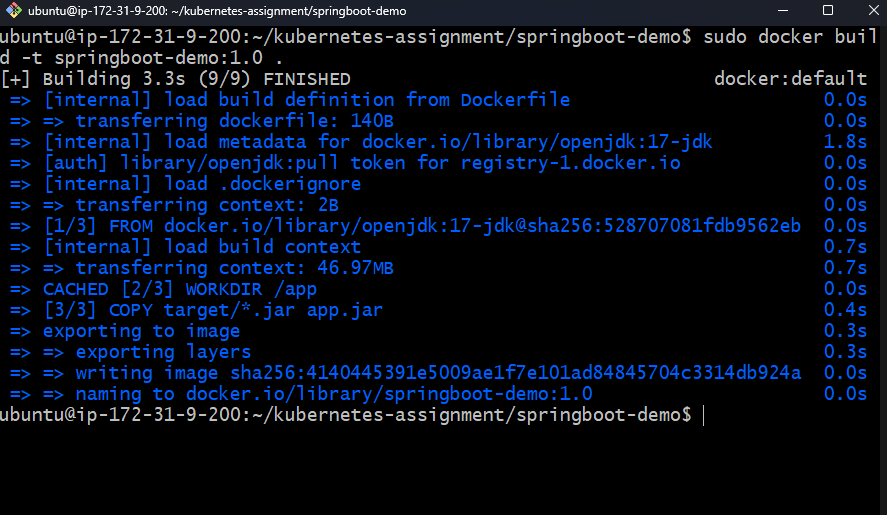 ubuntu@ip-172-31-9-200: ~/kubernetes-assignment/springboot-demo
ubuntu@ip-172-31-9-200:~/kubernetes-assignment/springboot-demo$ sudo docker buil
d -t springboot-demo:1.0 .
[+] Building 3.3s (9/9) FINISHED docker:default
=> [internal] load build definition from Dockerfile 0.0s
=> => transferring dockerfile: 140B 0.0s
=> [internal] load metadata for docker.io/library/openjdk:17-jdk 1.8s
=> [auth] library/openjdk:pull token for registry-1.docker.io 0.0s
=> [internal] load .dockerignore 0.0s
=> => transferring context: 2B 0.0s
=> [1/3] FROM docker.io/library/openjdk:17-jdk@sha256:528707081fdb9562eb 0.0s
=> [internal] load build context 0.7s
=> => transferring context: 46.97MB 0.7s
=> CACHED [2/3] WORKDIR /app 0.0s
=> [3/3] COPY target/*.jar app.jar 0.4s
=> exporting to image 0.3s
=> => exporting layers 0.3s
=> => writing image sha256:4140445391e5009ae1f7e101ad84845704c3314db924a 0.0s
=> => naming to docker.io/library/springboot-demo:1.0 0.0s
ubuntu@ip-172-31-9-200:~/kubernetes-assignment/springboot-demo$